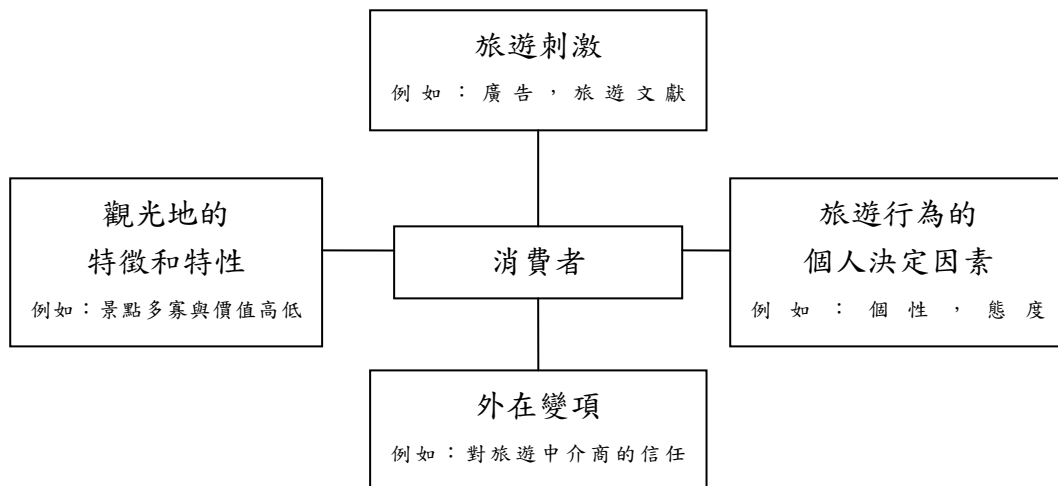 旅遊刺激
例如：廣告，旅遊文獻
觀光地的
特徵和特性
例如：景點多寡與價值高低
消費者
旅遊行為的
個人決定因素
例如：個性，態度
外在變項
例如：對旅遊中介商的信任